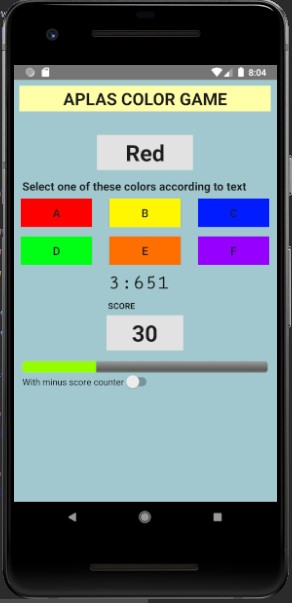 8:04
APLAS COLOR GAME
Red
Select one of these colors according to text
A B C
D E F
3:651
SCORE
30
With minus score counter